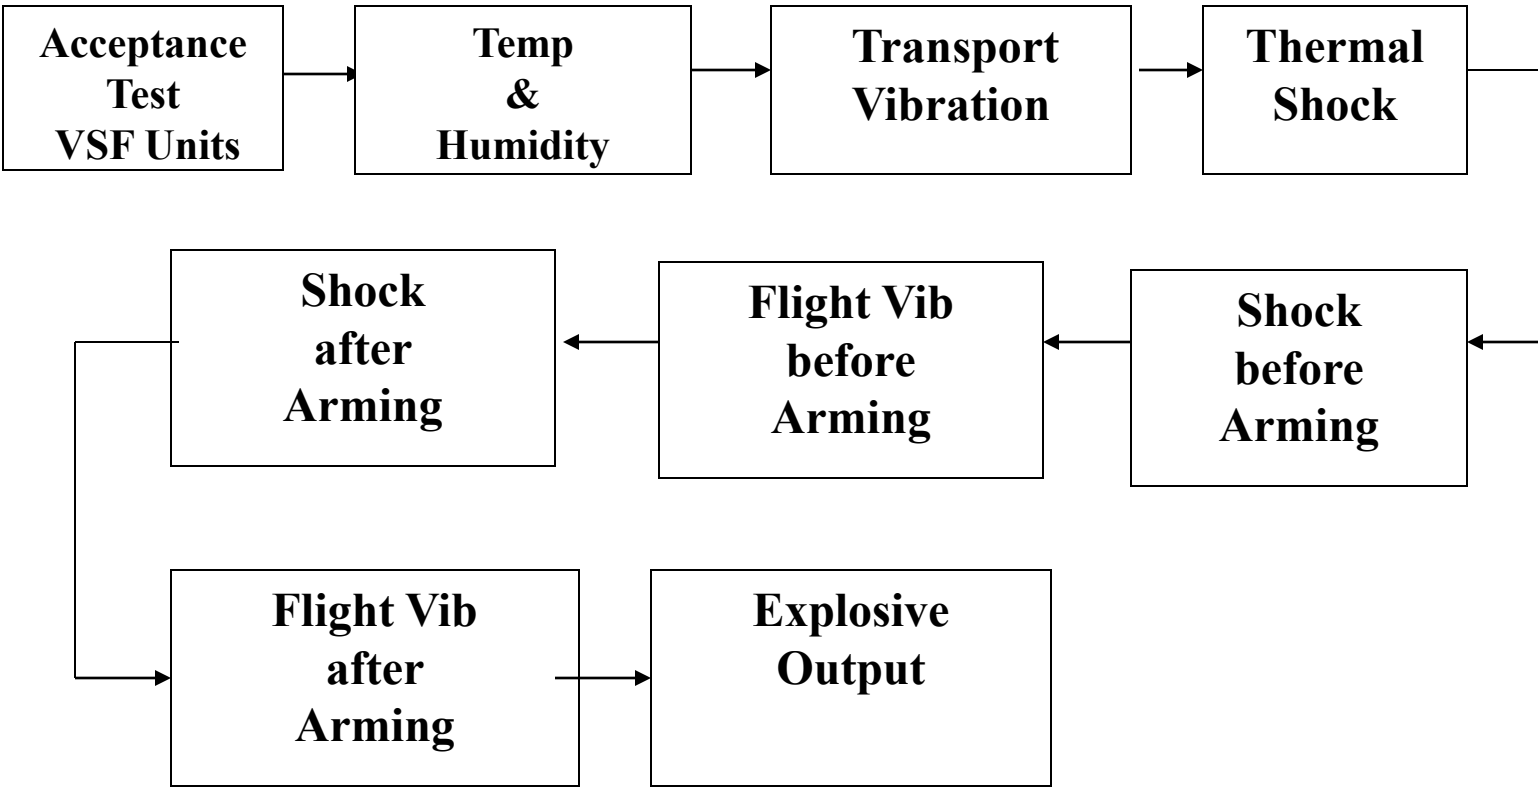 Acceptance
Test
VSF Units
Temp
&
Humidity
Transport
Vibration
Thermal
Shock
Shock
before
Arming
Flight Vib
before
Arming
Shock
after
Arming
Flight Vib
after
Arming
Explosive
Output